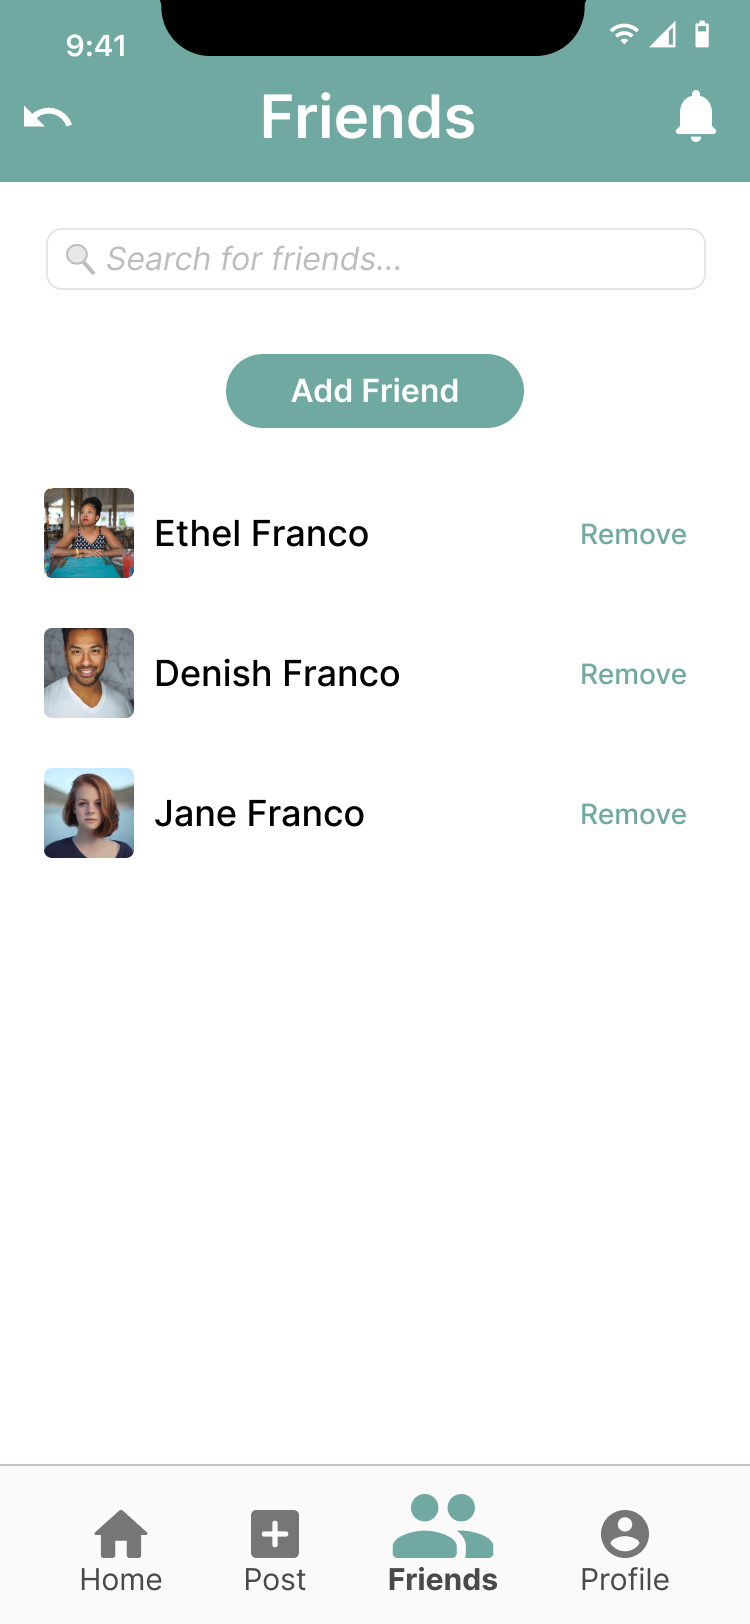 9:41
Friends
Search for friends...
Add Friend
Ethel Franco Remove
Denish Franco Remove
Jane Franco Remove
Home Post Friends Profile